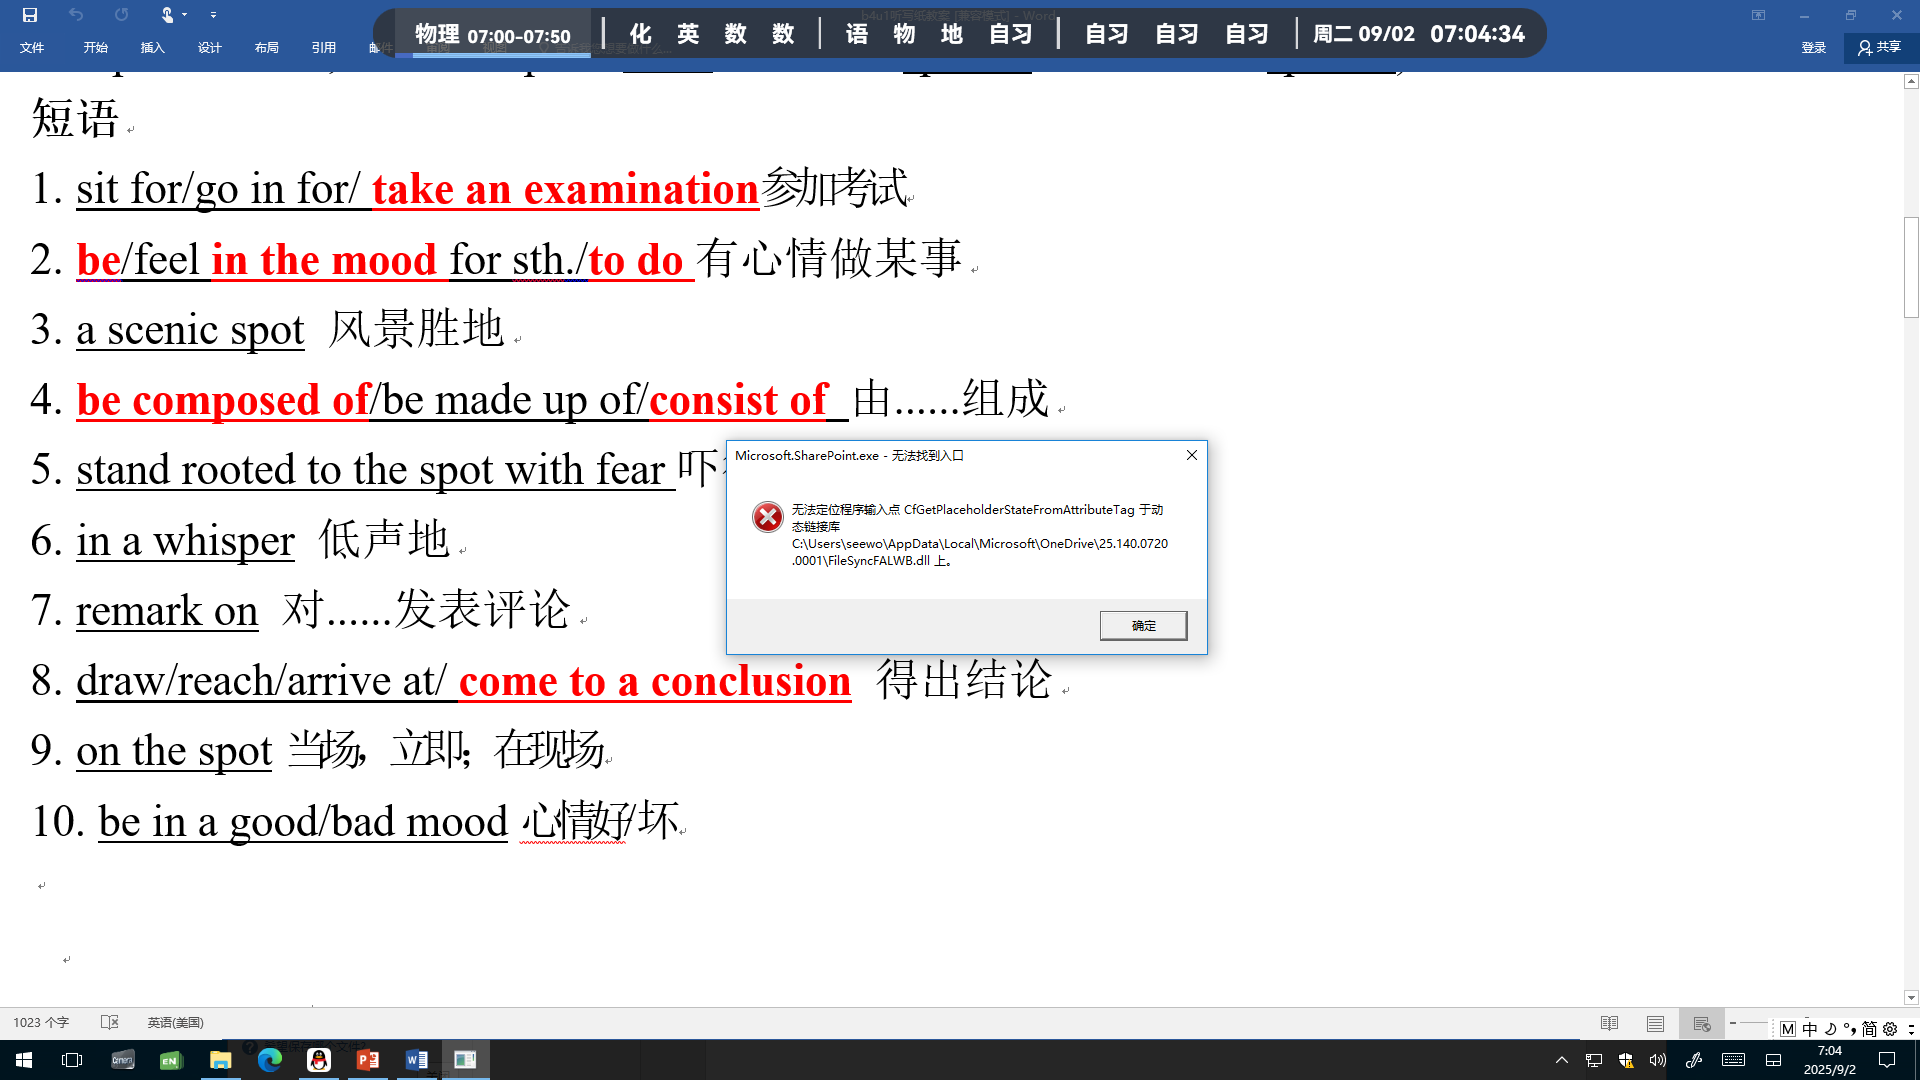 物理 07:00-07:50 化 英 数 数 语 物 地 自习 自习 自习 自习 周二 09/02 07:04:34
文件 开始 插入 设计 布局 引用 登录 共享
短语
1. sit for/go in for/ take an examination参加考试
2. be/feel in the mood for sth./to do 有心情做某事
3. a scenic spot 风景胜地
4. be composed of/be made up of/consist of 由......组成
5. stand rooted to the spot with fear 吓
6. in a whisper 低声地
7. remark on 对......发表评论
8. draw/reach/arrive at/ come to a conclusion 得出结论
9. on the spot 当场，立即；在现场
10. be in a good/bad mood 心情好/坏
Microsoft.SharePoint.exe - 无法找到入口
无法定位程序输入点 CfGetPlaceholderStateFromAttributeTag 于动
态链接库
C:\Users\seewo\AppData\Local\Microsoft\OneDrive\25.140.0720
.0001\FileSyncFALWB.dll 上。
确定
1023 个字 英语(美国)
M 中 简
EN
7:04
2025/9/2